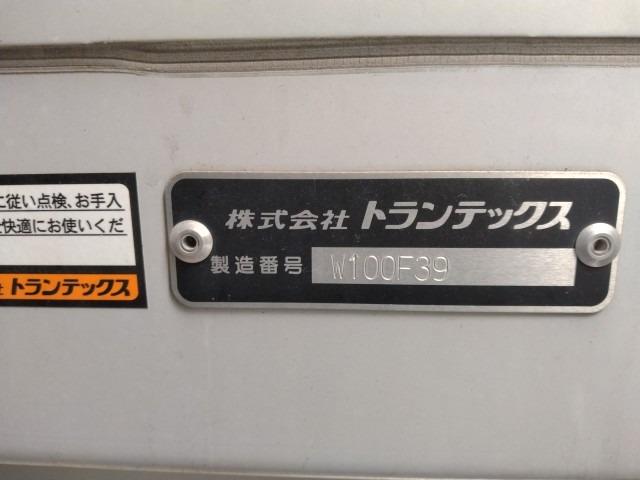 に従い点検、お手入
快適にお使いくだ
トランテックス
株式会社 トランテックス
製造番号 W100F39